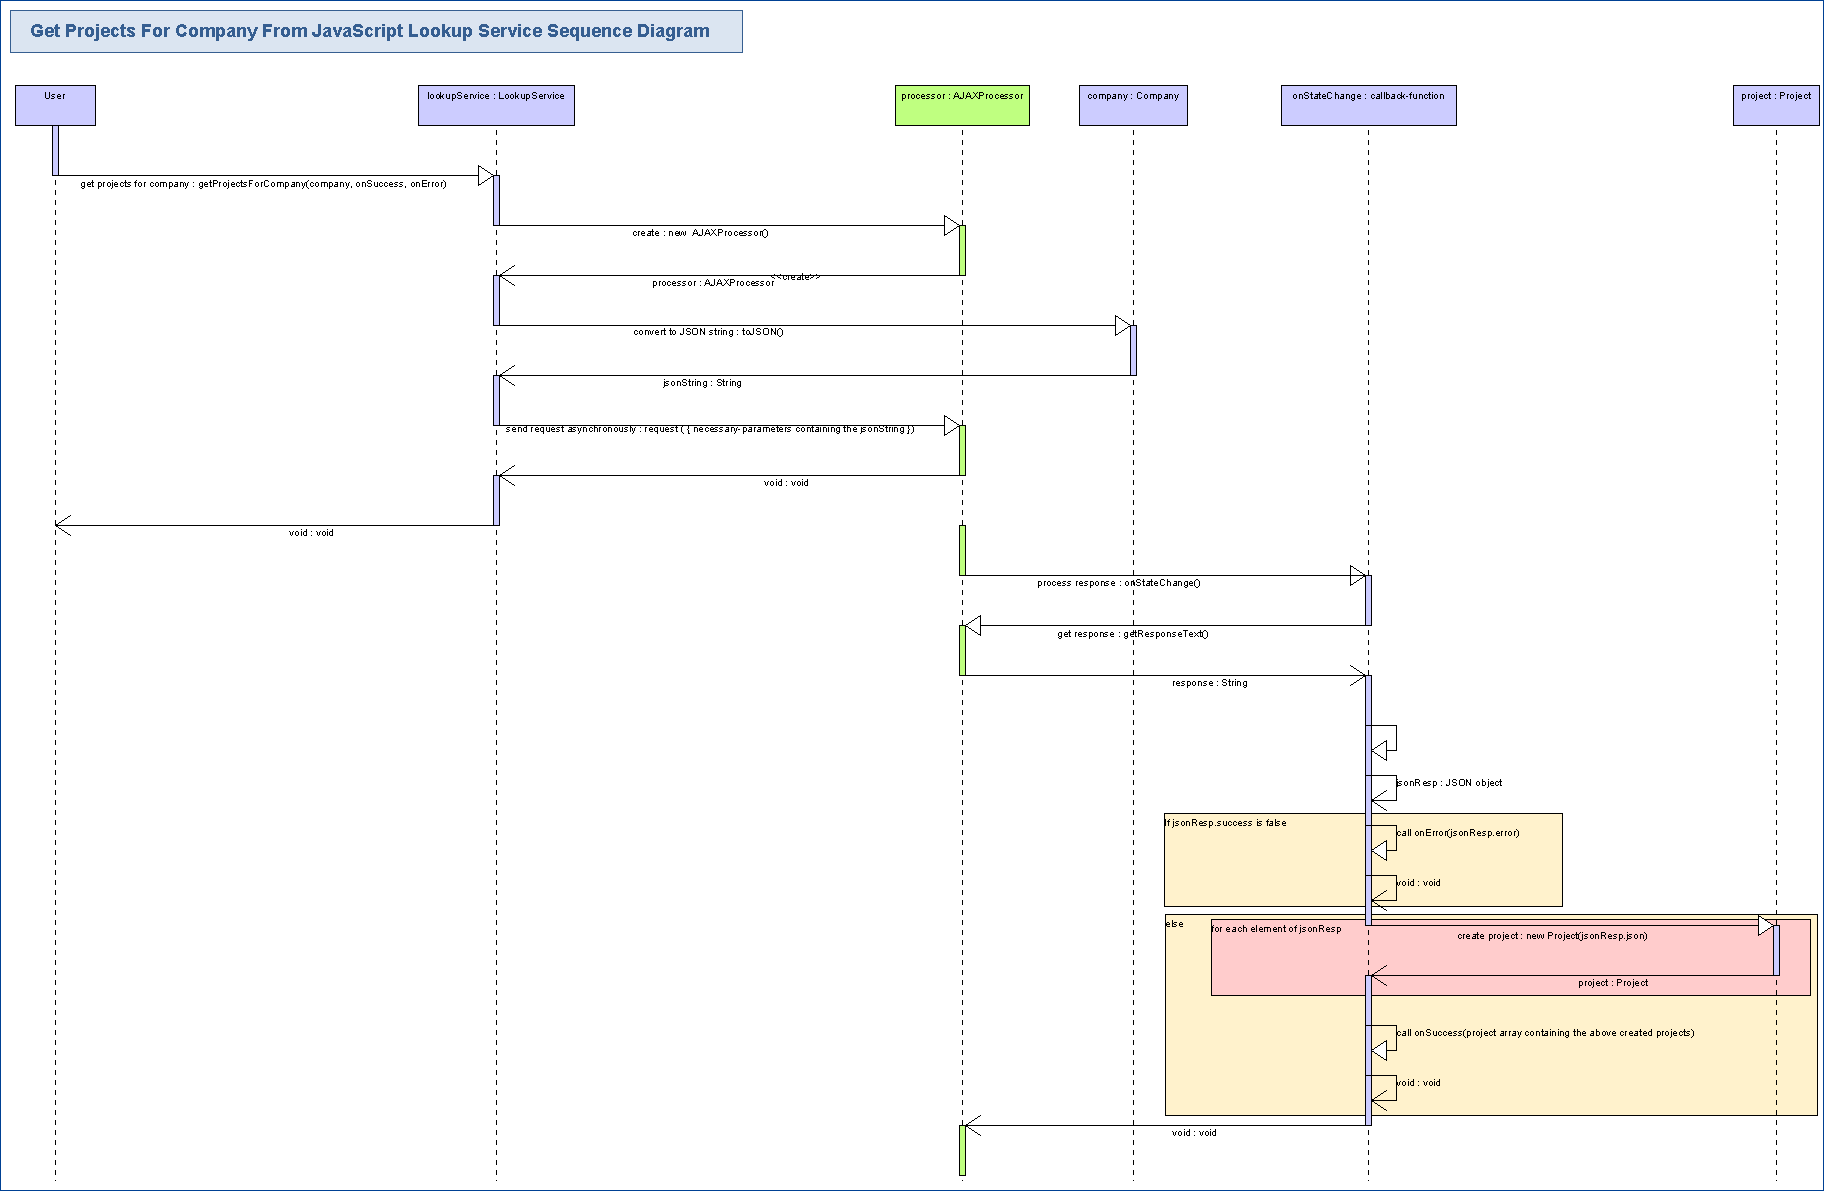 Get Projects For Company From JavaScript Lookup Service Sequence Diagram
User
lookupService : LookupService
processor : AJAXProcessor
company : Company
onStateChange : callback-function
project : Project
get projects for company : getProjectsForCompany(company, onSuccess, onError)
create : new AJAXProcessor()
<<create>>
processor : AJAXProcessor
convert to JSON string : toJSON()
jsonString : String
send request asynchronously : request ( { necessary-parameters containing the jsonString })
void : void
void : void
process response : onStateChange()
get response : getResponseText()
response : String
jsonResp : JSON object
If jsonResp.success is false
call onError(jsonResp.error)
void : void
else
for each element of jsonResp
create project : new Project(jsonResp.json)
project : Project
call onSuccess(project array containing the above created projects)
void : void
void : void